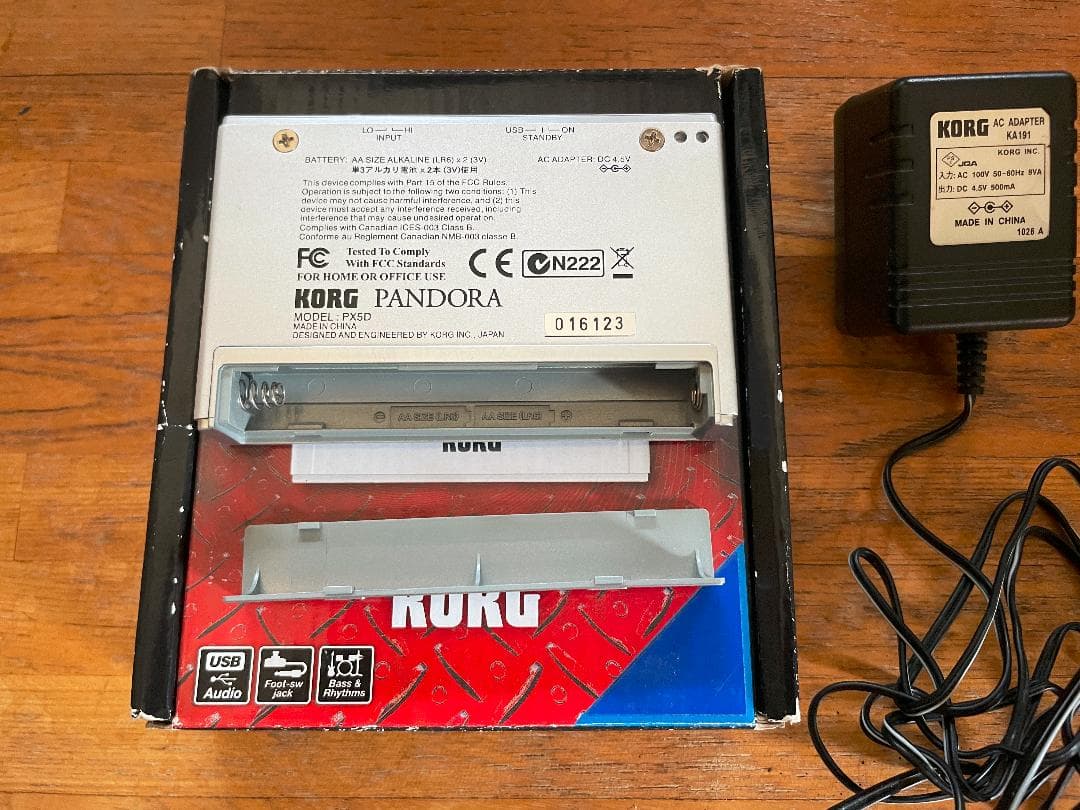 LO HI
INPUT
USB I ON
STANDBY
BATTERY: AA SIZE ALKALINE (LR6) x 2 (3V)
単3アルカリ電池 x 2本 (3V)使用
AC ADAPTER: DC 4.5V
This device complies with Part 15 of the FCC Rules.
Operation is subject to the following two conditions: (1) This
device may not cause harmful interference, and (2) this
device must accept any interference received, including
interference that may cause undesired operation.
Complies with Canadian ICES-003 Class B.
Conforme au Reglement Canadien NMB-003 classe B.
FC Tested To Comply
With FCC Standards
FOR HOME OR OFFICE USE
CE
N222
KORG PANDORA
MODEL : PX5D
MADE IN CHINA
DESIGNED AND ENGINEERED BY KORG INC., JAPAN
016123
AA SIZE (LR6) AA SIZE (LR6)
KORG
KORG
USB
Audio
Foot-sw
jack
Bass &
Rhythms
KORG AC ADAPTER
KA191
KORG INC.
JQA
入力: AC 100V 50-60Hz 8VA
出力: DC 4.5V 500mA
MADE IN CHINA
1026 A